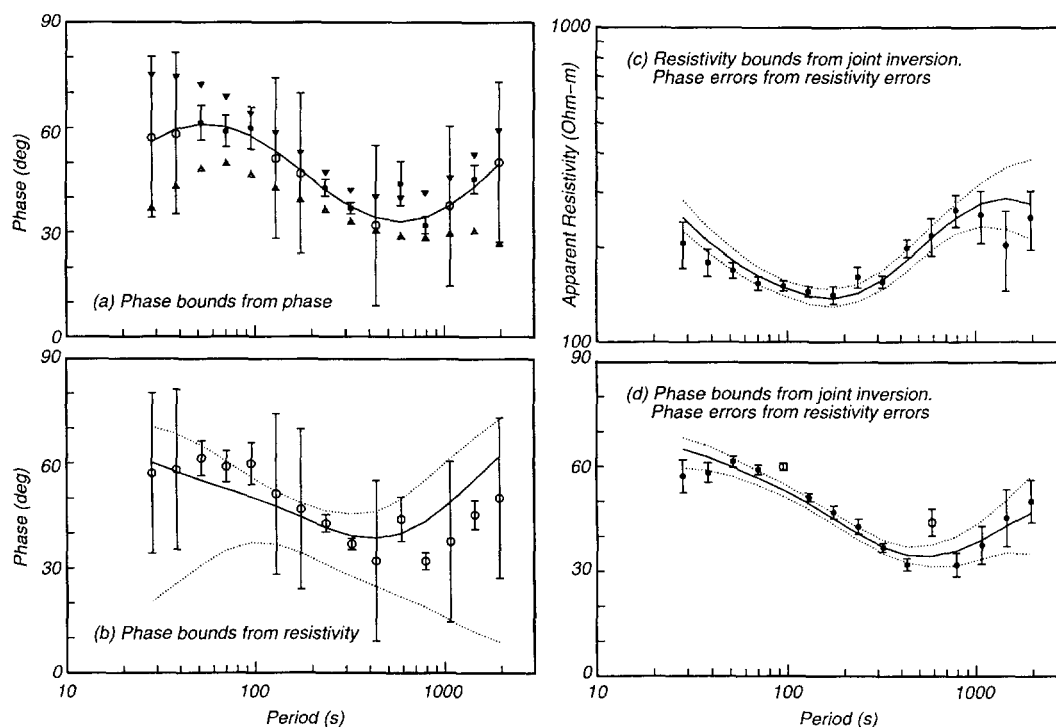 90
60
30
0
Phase (deg)
(a) Phase bounds from phase
90
60
30
0
Phase (deg)
(b) Phase bounds from resistivity
10
100
1000
Period (s)
1000
100
Apparent Resistivity (Ohm–m)
(c) Resistivity bounds from joint inversion.
Phase errors from resistivity errors
90
60
30
0
(d) Phase bounds from joint inversion.
Phase errors from resistivity errors
10
100
1000
Period (s)